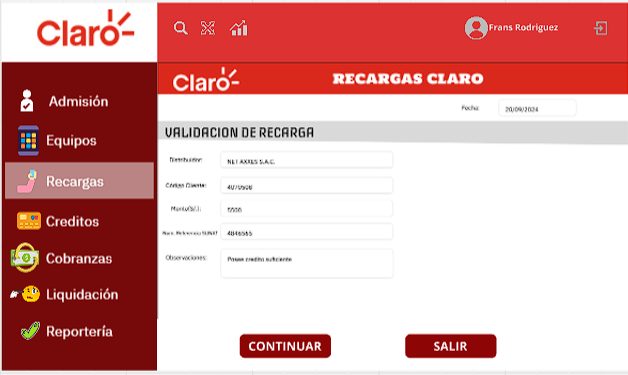 Claro
Frans Rodriguez
Admisión
Equipos
Recargas
Creditos
Cobranzas
Liquidación
Reportería
Claro
RECARGAS CLARO
Fecha: 20/09/2024
VALIDACION DE RECARGA
Distribuidor: NET AXXES S.A.C.
Código Cliente: 4070508
Monto(S/.): 5500
Num. Referencia SUNAT 4846565
Observaciones: Posee credito suficiente
CONTINUAR
SALIR